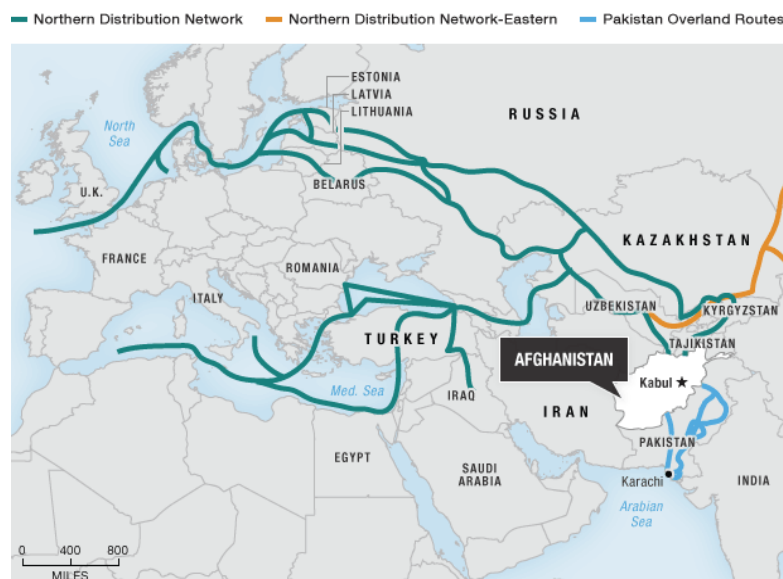 Northern Distribution Network
Northern Distribution Network-Eastern
Pakistan Overland Routes
ESTONIA
LATVIA
LITHUANIA
RUSSIA
North
Sea
BELARUS
U.K.
KAZAKHSTAN
FRANCE
ROMANIA
ITALY
UZBEKISTAN
KYRGYZSTAN
TURKEY
TAJIKISTAN
AFGHANISTAN
Kabul
Med. Sea
IRAQ
IRAN
PAKISTAN
EGYPT
SAUDI
ARABIA
Karachi
INDIA
Arabian
Sea
0 400 800
MILES